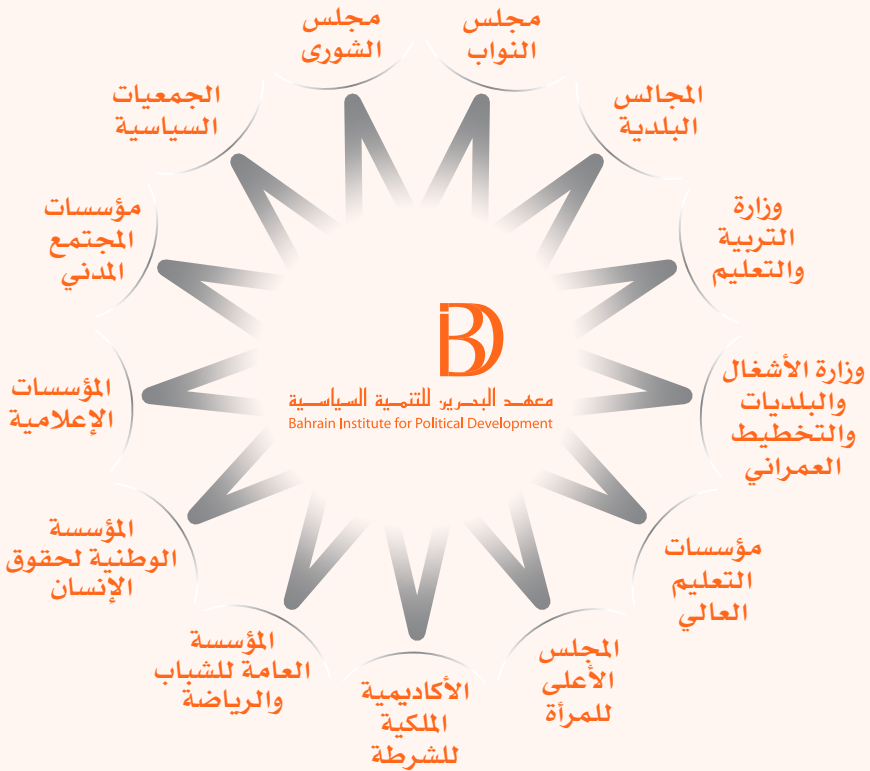 مجلس
النواب
المجالس
البلدية
وزارة
التربية
والتعليم
وزارة الأشغال
والبلديات
والتخطيط
العمراني
مؤسسات
التعليم
العالي
المجلس
الأعلى
للمرأة
الأكاديمية
الملكية
للشرطة
المؤسسة
العامة للشباب
والرياضة
المؤسسة
الوطنية لحقوق
الإنسان
المؤسسات
الإعلامية
مؤسسات
المجتمع
المدني
الجمعيات
السياسية
مجلس
الشورى
معهد البحرين للتنمية السياسية
Bahrain Institute for Political Development